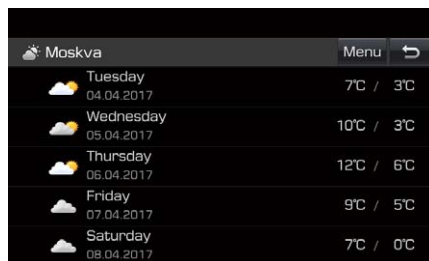 Moskva Menu
Tuesday
04.04.2017
7°C / 3°C
Wednesday
05.04.2017
10°C / 3°C
Thursday
06.04.2017
12°C / 6°C
Friday
07.04.2017
9°C / 5°C
Saturday
08.04.2017
7°C / 0°C